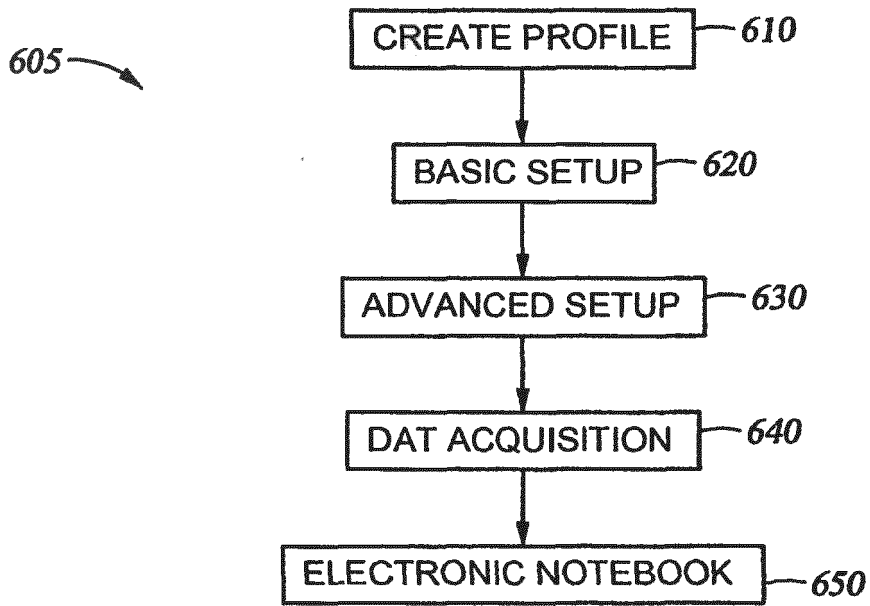 CREATE PROFILE 610
605
BASIC SETUP 620
ADVANCED SETUP 630
DAT ACQUISITION 640
ELECTRONIC NOTEBOOK 650